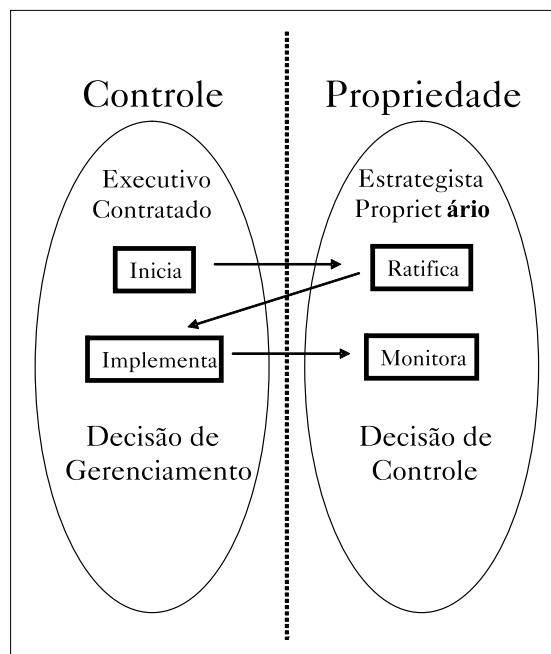 Controle
Propriedade
Executivo
Contratado
Estrategista
Propriet ário
Inicia
Ratifica
Implementa
Monitora
Decisão de
Gerenciamento
Decisão de
Controle